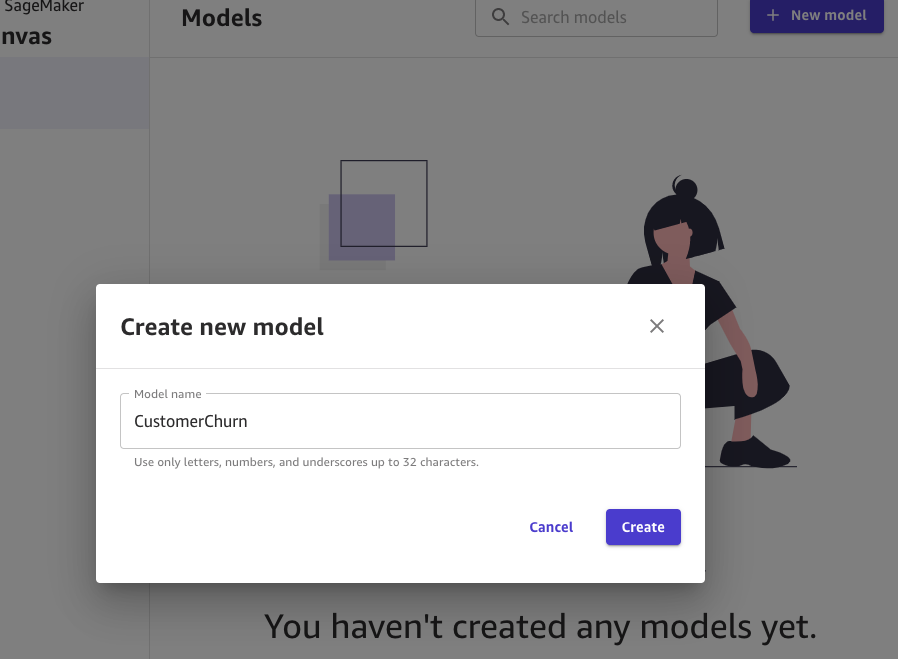 SageMaker
nvas
Models
Search models
+ New model
Create new model
Model name
CustomerChurn
Use only letters, numbers, and underscores up to 32 characters.
Cancel
Create
You haven't created any models yet.